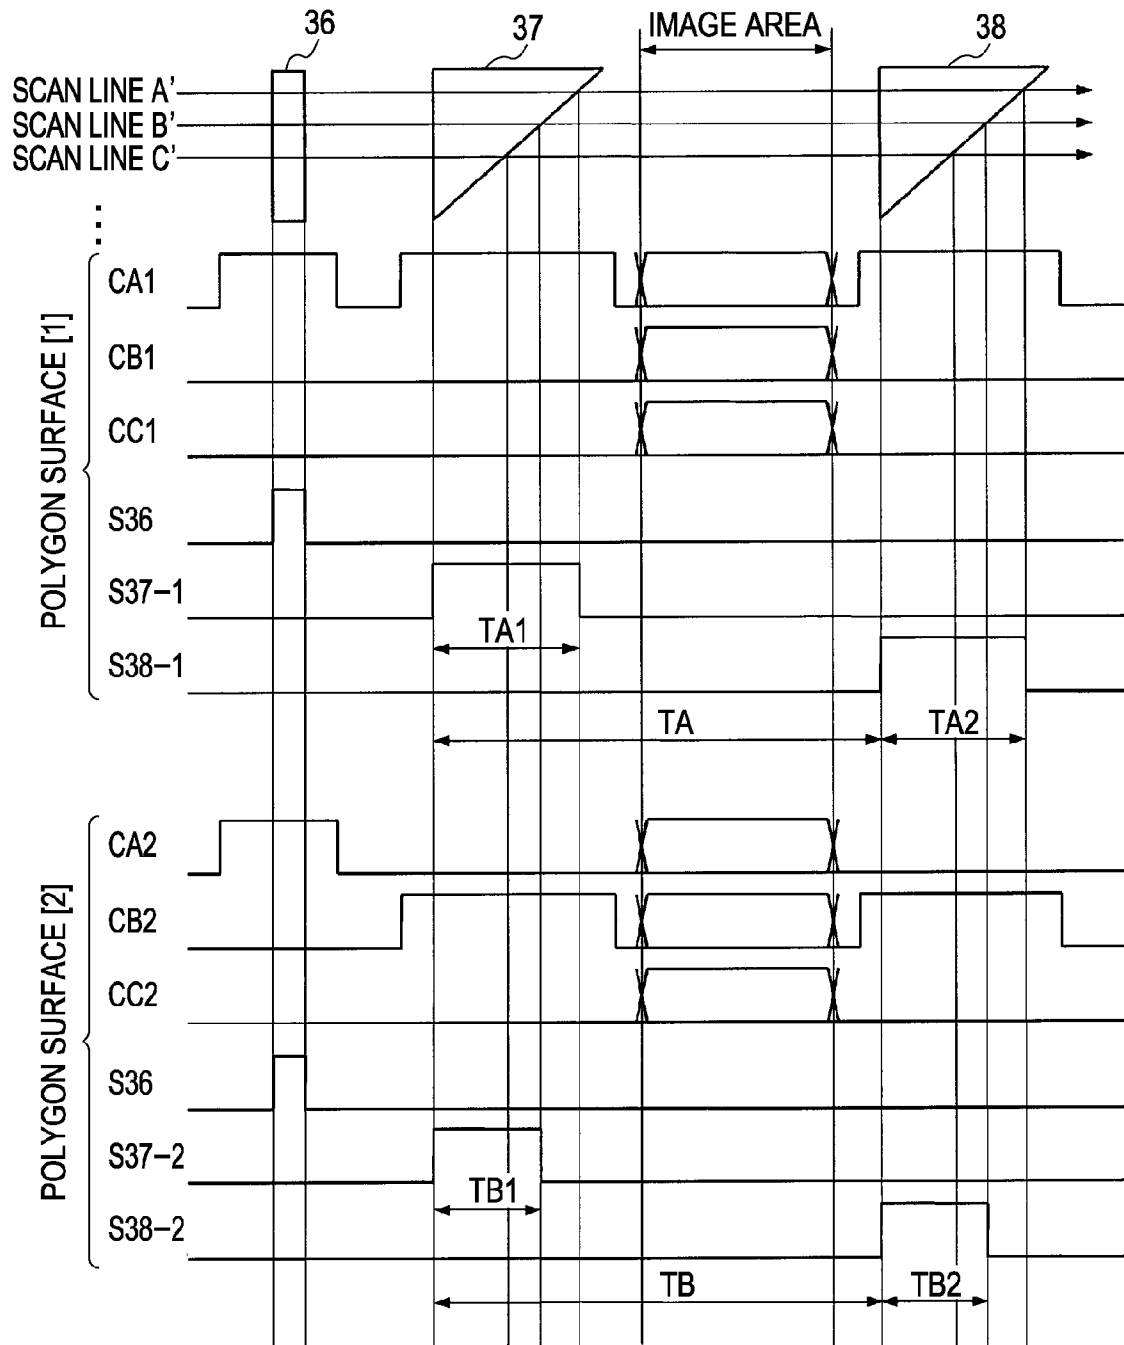 36
37
IMAGE AREA
38
SCAN LINE A'
SCAN LINE B'
SCAN LINE C'
POLYGON SURFACE [1]
CA1
CB1
CC1
S36
S37-1
TA1
S38-1
TA
TA2
POLYGON SURFACE [2]
CA2
CB2
CC2
S36
S37-2
TB1
S38-2
TB
TB2